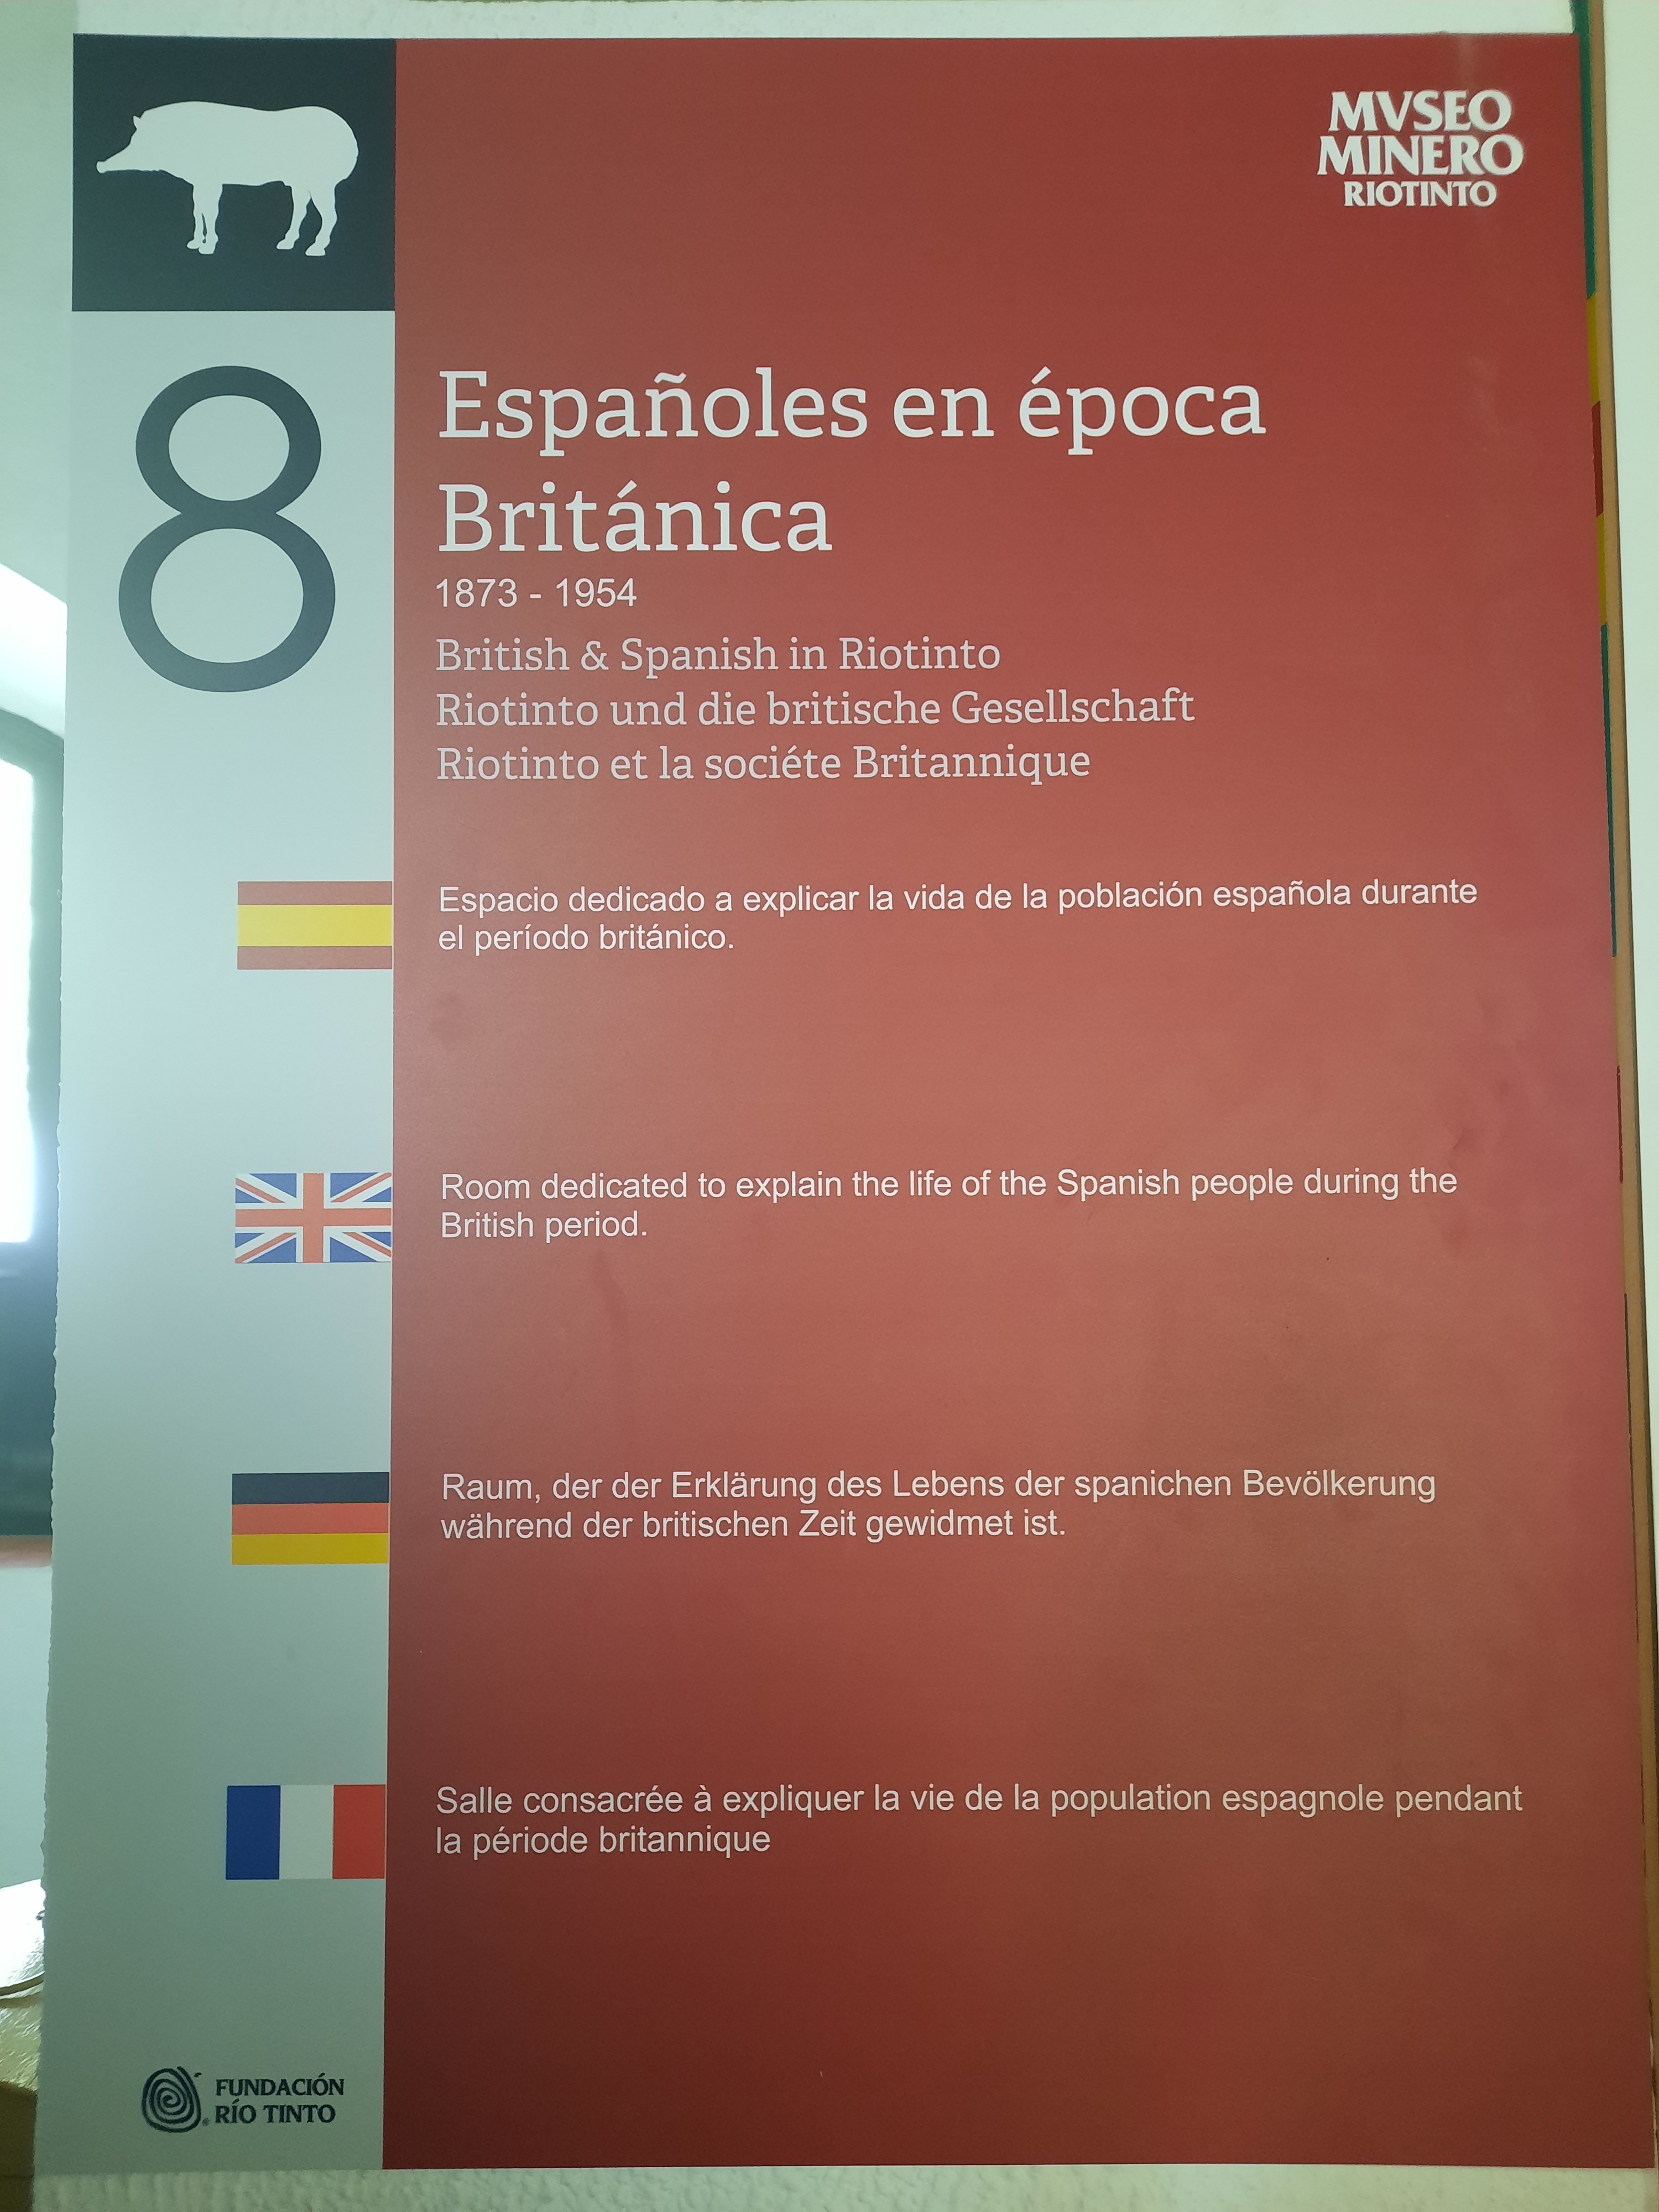 MVSEO
MINERO
RIOTINTO
8
Españoles en época
Británica
1873 - 1954
British & Spanish in Riotinto
Riotinto und die britische Gesellschaft
Riotinto et la sociéte Britannique
Espacio dedicado a explicar la vida de la población española durante
el período británico.
Room dedicated to explain the life of the Spanish people during the
British period.
Raum, der der Erklärung des Lebens der spanichen Bevölkerung
während der britischen Zeit gewidmet ist.
Salle consacrée à expliquer la vie de la population espagnole pendant
la période britannique
FUNDACIÓN
RÍO TINTO